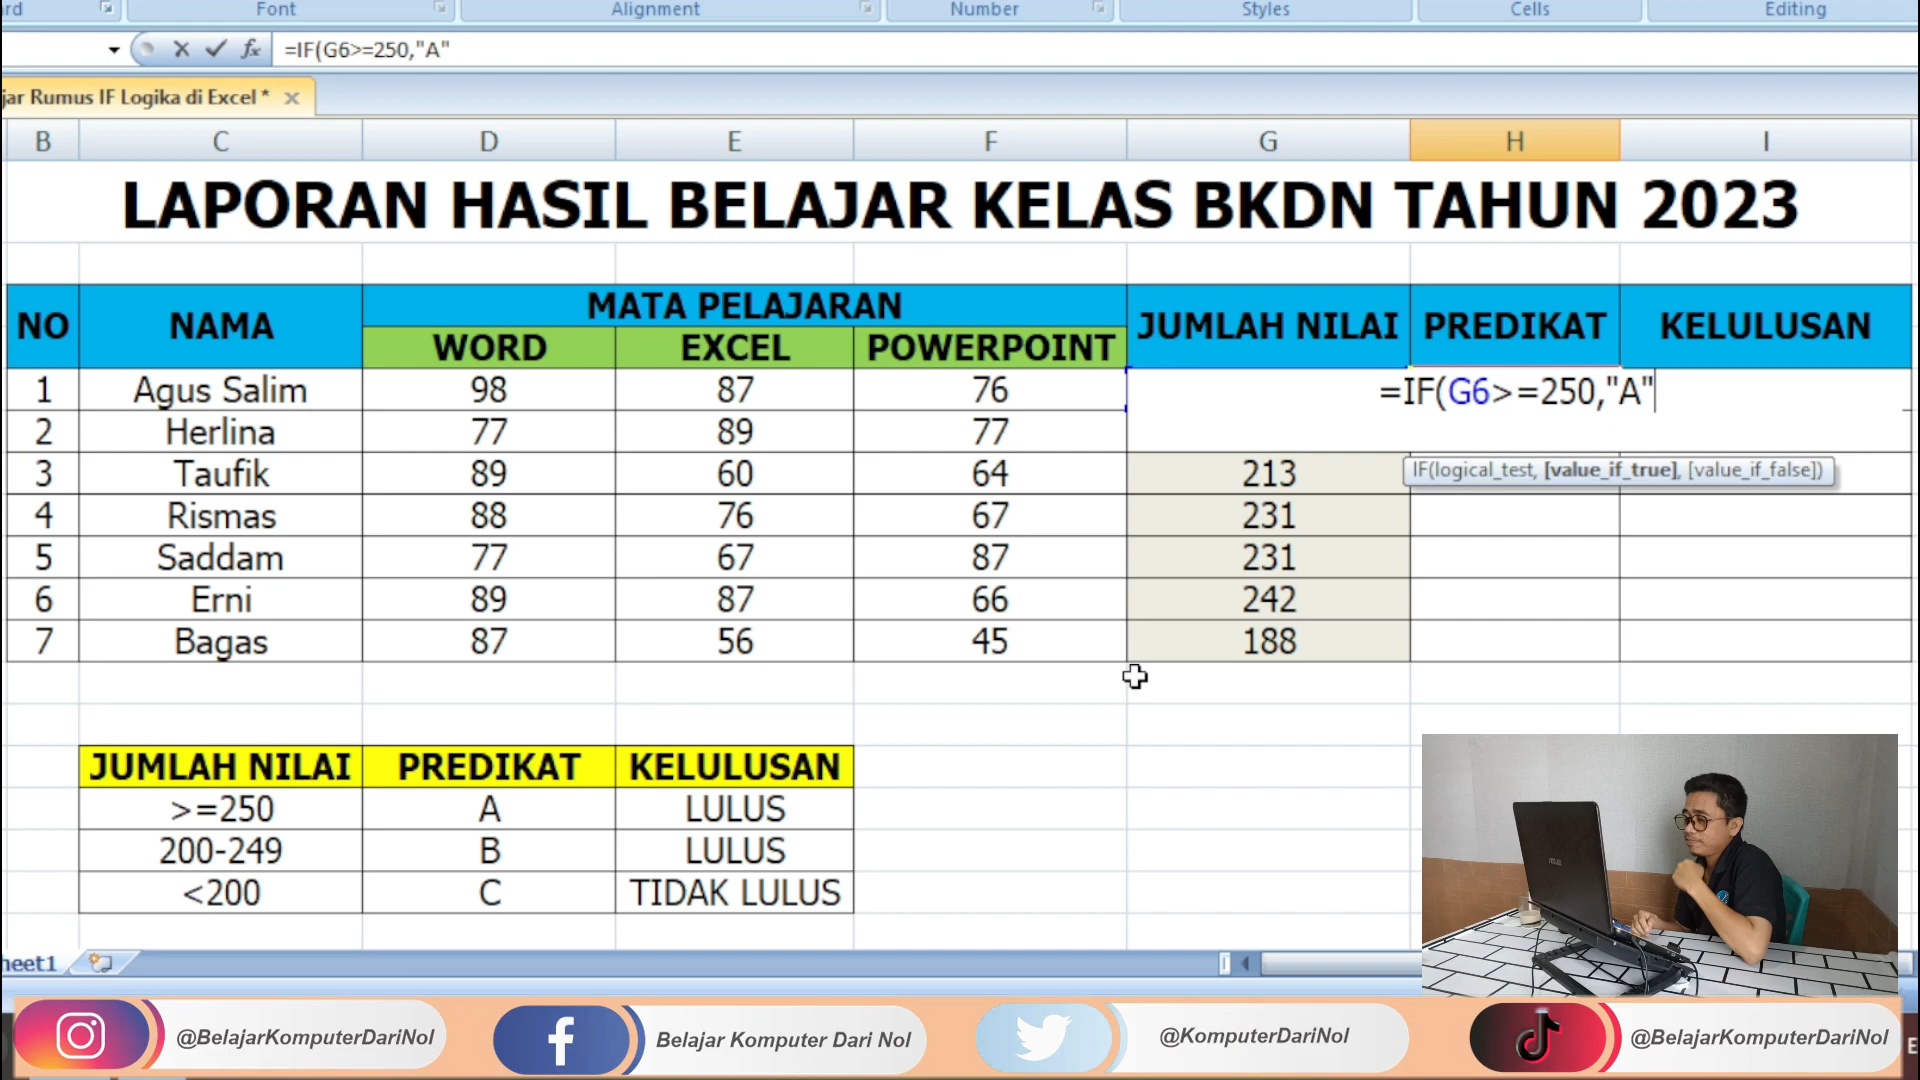 rd Font Alignment Number Styles Cells Editing
=IF(G6>=250,"A"
jar Rumus IF Logika di Excel *
B C D E F G H I
LAPORAN HASIL BELAJAR KELAS BKDN TAHUN 2023
NO NAMA MATA PELAJARAN JUMLAH NILAI PREDIKAT KELULUSAN
WORD EXCEL POWERPOINT
1 Agus Salim 98 87 76 =IF(G6>=250,"A"
2 Herlina 77 89 77
3 Taufik 89 60 64 213 IF(logical_test, [value_if_true], [value_if_false])
4 Rismas 88 76 67 231
5 Saddam 77 67 87 231
6 Erni 89 87 66 242
7 Bagas 87 56 45 188
JUMLAH NILAI PREDIKAT KELULUSAN
>=250 A LULUS
200-249 B LULUS
<200 C TIDAK LULUS
heet1
@BelajarKomputerDariNol Belajar Komputer Dari Nol @KomputerDariNol @BelajarKomputerDariNol